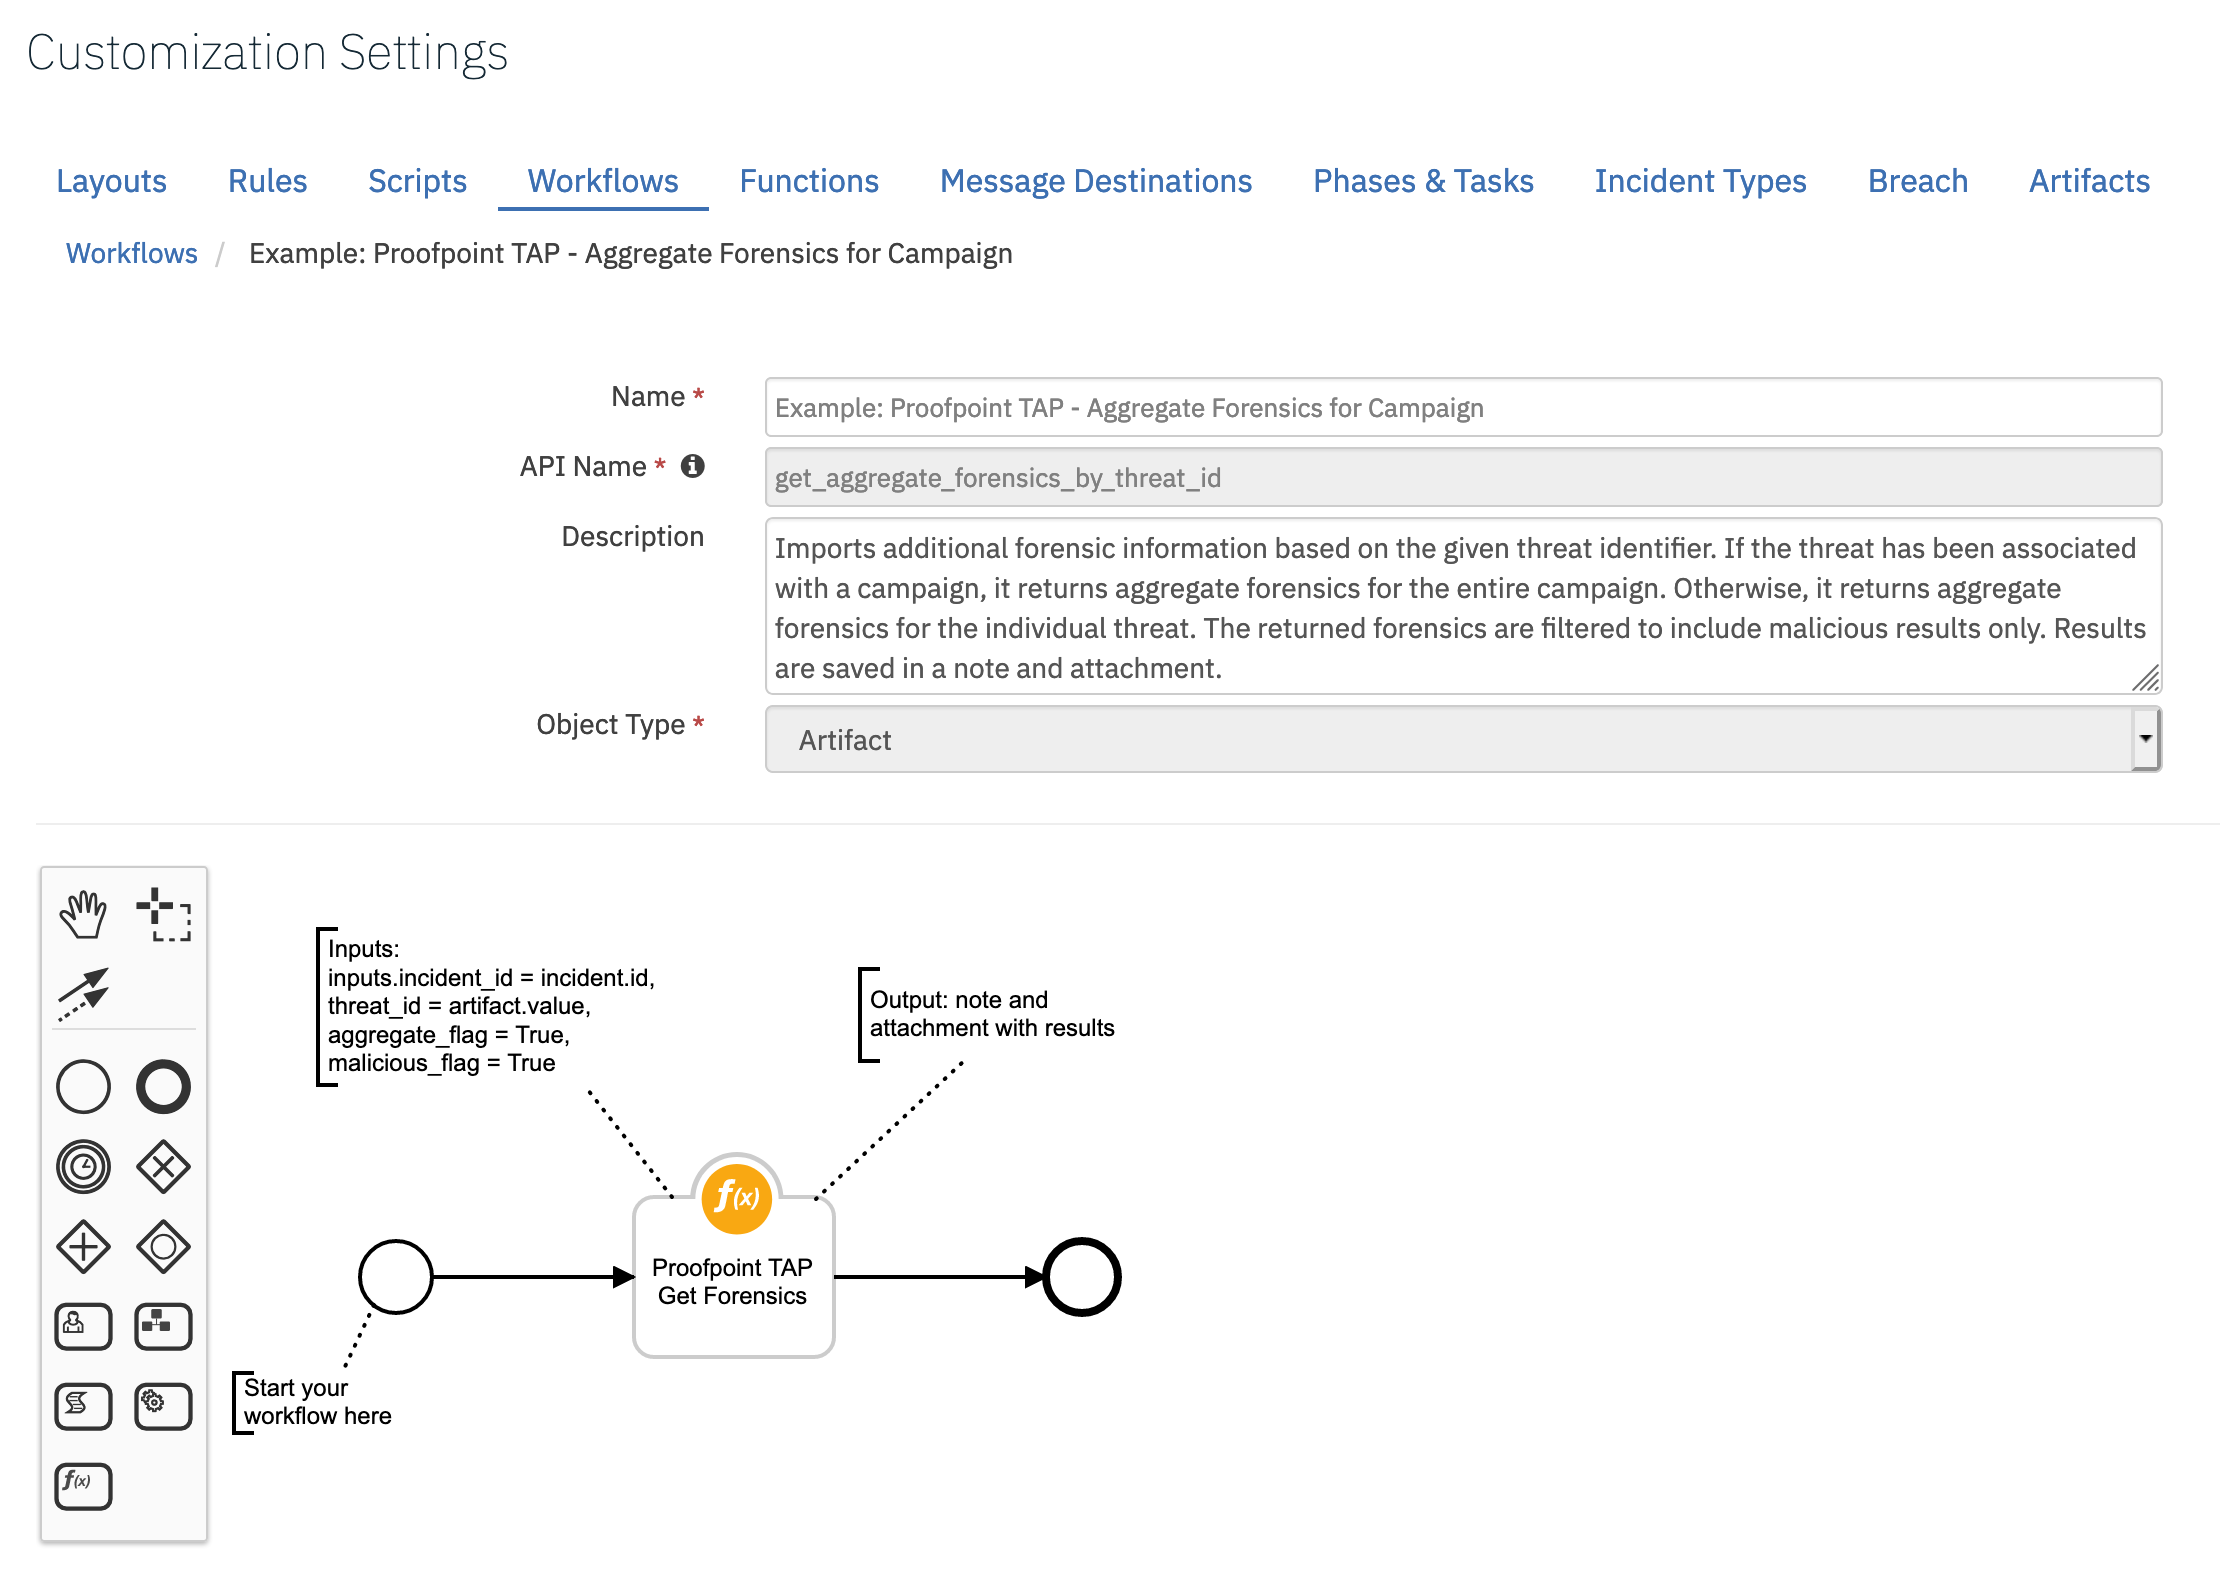 Customization Settings
Layouts Rules Scripts Workflows Functions Message Destinations Phases & Tasks Incident Types Breach Artifacts
Workflows / Example: Proofpoint TAP - Aggregate Forensics for Campaign
Name * Example: Proofpoint TAP - Aggregate Forensics for Campaign
API Name * get_aggregate_forensics_by_threat_id
Description
Imports additional forensic information based on the given threat identifier. If the threat has been associated
with a campaign, it returns aggregate forensics for the entire campaign. Otherwise, it returns aggregate
forensics for the individual threat. The returned forensics are filtered to include malicious results only. Results
are saved in a note and attachment.
Object Type * Artifact
Inputs:
inputs.incident_id = incident.id,
threat_id = artifact.value,
aggregate_flag = True,
malicious_flag = True
Output: note and
attachment with results
f(x)
Proofpoint TAP
Get Forensics
Start your
workflow here
f(x)